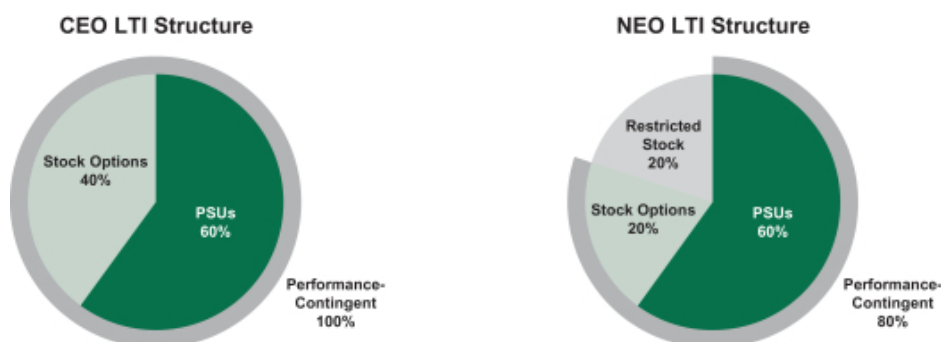 CEO LTI Structure
Stock Options
40%
PSUs
60%
Performance-
Contingent
100%
NEO LTI Structure
Restricted
Stock
20%
Stock Options
20%
PSUs
60%
Performance-
Contingent
80%